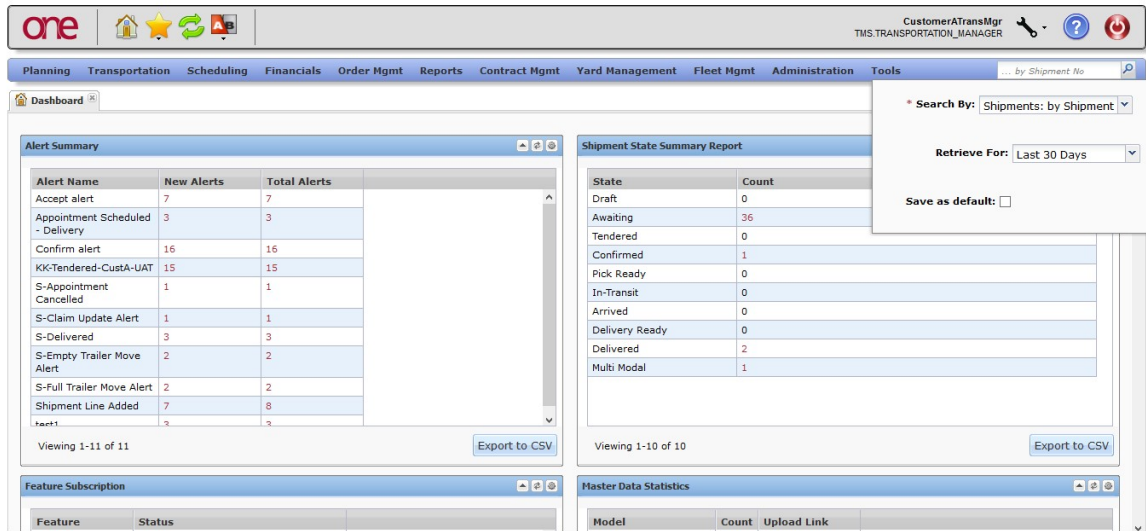 one
AB
CustomerATransMgr
TMS.TRANSPORTATION_MANAGER
?
Planning Transportation Scheduling Financials Order Mgmt Reports Contract Mgmt Yard Management Fleet Mgmt Administration Tools
... by Shipment No
Dashboard
* Search By: Shipments: by Shipment
Retrieve For: Last 30 Days
Save as default:
Alert Summary
Alert Name New Alerts Total Alerts
Accept alert 7 7
Appointment Scheduled 3 3
- Delivery
Confirm alert 16 16
KK-Tendered-CustA-UAT 15 15
S-Appointment 1 1
Cancelled
S-Claim Update Alert 1 1
S-Delivered 3 3
S-Empty Trailer Move 2 2
Alert
S-Full Trailer Move Alert 2 2
Shipment Line Added 7 8
test1 3 3
Viewing 1-11 of 11 Export to CSV
Shipment State Summary Report
State Count
Draft 0
Awaiting 36
Tendered 0
Confirmed 1
Pick Ready 0
In-Transit 0
Arrived 0
Delivery Ready 0
Delivered 2
Multi Modal 1
Viewing 1-10 of 10 Export to CSV
Feature Subscription
Feature Status
Master Data Statistics
Model Count Upload Link